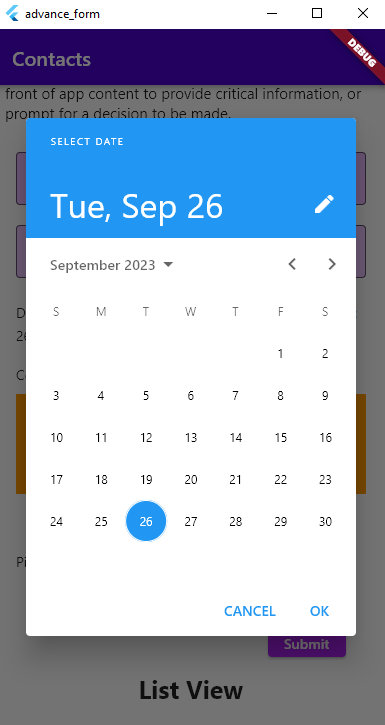 advance_form
Contacts
DEBUG
front of app content to provide critical information, or
prompt for a decision to be made.
SELECT DATE
Tue, Sep 26
September 2023
S M T W T F S
1 2
3 4 5 6 7 8 9
10 11 12 13 14 15 16
17 18 19 20 21 22 23
24 25 26 27 28 29 30
CANCEL OK
Submit
List View